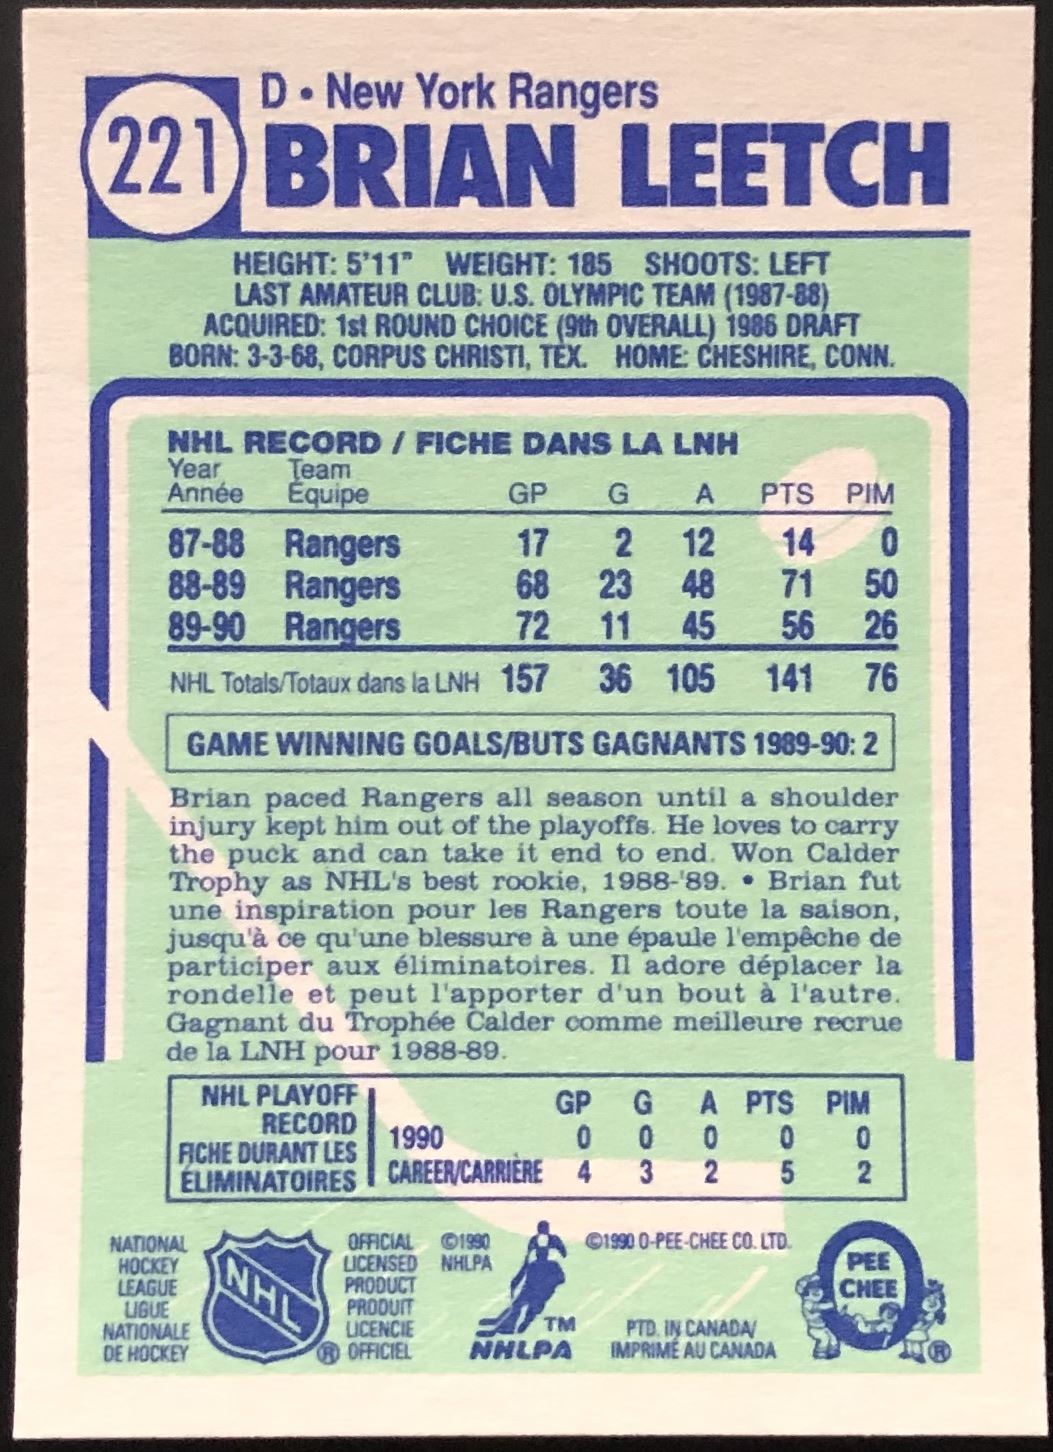 221
D • New York Rangers
BRIAN LEETCH
HEIGHT: 5'11" WEIGHT: 185 SHOOTS: LEFT
LAST AMATEUR CLUB: U.S. OLYMPIC TEAM (1987-88)
ACQUIRED: 1st ROUND CHOICE (9th OVERALL) 1986 DRAFT
BORN: 3-3-68, CORPUS CHRISTI, TEX. HOME: CHESHIRE, CONN.
NHL RECORD / FICHE DANS LA LNH
Year Team
Année Équipe GP G A PTS PIM
87-88 Rangers 17 2 12 14 0
88-89 Rangers 68 23 48 71 50
89-90 Rangers 72 11 45 56 26
NHL Totals/Totaux dans la LNH 157 36 105 141 76
GAME WINNING GOALS/BUTS GAGNANTS 1989-90: 2
Brian paced Rangers all season until a shoulder
injury kept him out of the playoffs. He loves to carry
the puck and can take it end to end. Won Calder
Trophy as NHL's best rookie, 1988-'89. • Brian fut
une inspiration pour les Rangers toute la saison,
jusqu'à ce qu'une blessure à une épaule l'empêche de
participer aux éliminatoires. Il adore déplacer la
rondelle et peut l'apporter d'un bout à l'autre.
Gagnant du Trophée Calder comme meilleure recrue
de la LNH pour 1988-89.
NHL PLAYOFF
RECORD
FICHE DURANT LES
ÉLIMINATOIRES
GP G A PTS PIM
1990 0 0 0 0 0
CAREER/CARRIÈRE 4 3 2 5 2
NATIONAL
HOCKEY
LEAGUE
LIGUE
NATIONALE
DE HOCKEY
NHL
®
OFFICIAL
LICENSED
PRODUCT
PRODUIT
LICENCIE
OFFICIEL
©1990
NHLPA
TM
NHLPA
©1990 O-PEE-CHEE CO. LTD.
PTD. IN CANADA/
IMPRIMÉ AU CANADA
O
PEE
CHEE
®